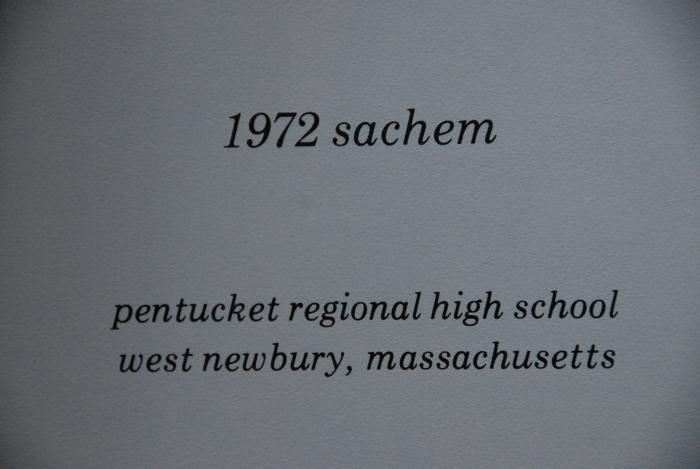 1972 sachem
pentucket regional high school
west newbury, massachusetts